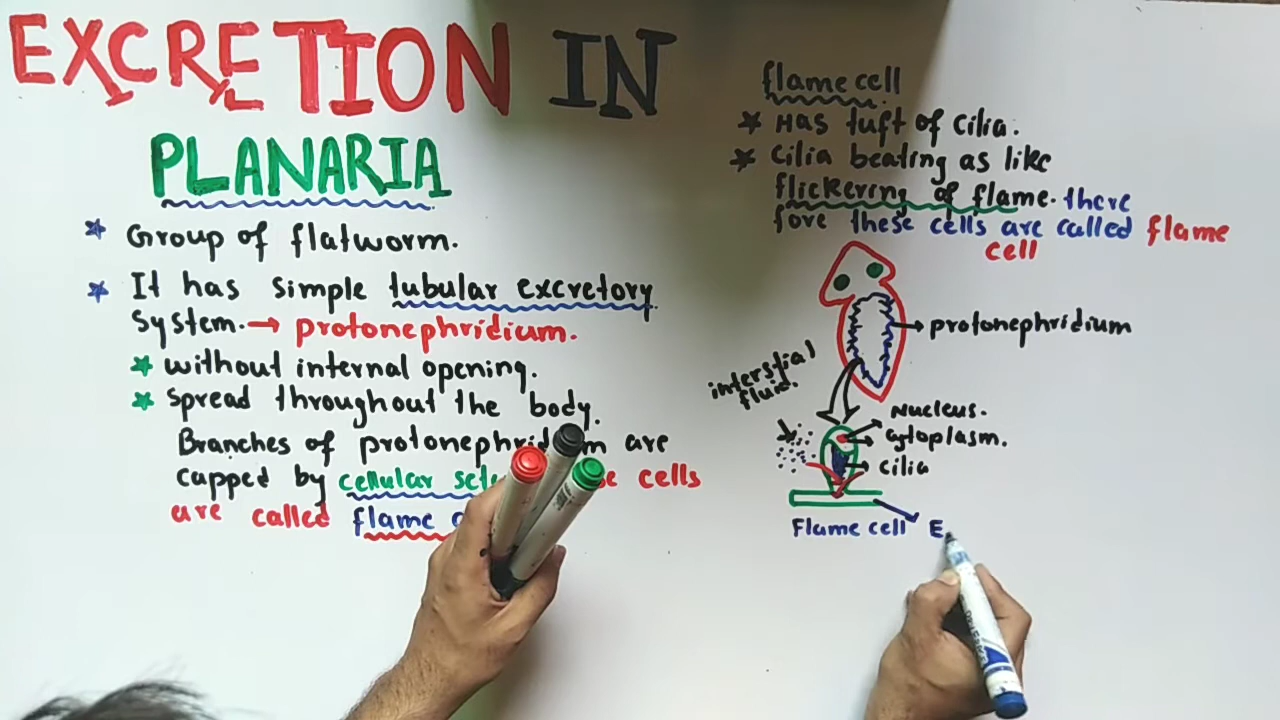 EXCRETION IN
PLANARIA
Group of flatworm.
It has simple tubular excretory
system. → protonephridium.
without internal opening.
Spread throughout the body.
Branches of protonephridium are
capped by cellular cells
are called flame
flame cell
Has tuft of cilia.
Cilia beating as like
flickering of flame. there
fore these cells are called flame
cell
protonephridium
interstial
fluid.
Nucleus.
cytoplasm.
cilia
Flame cell E